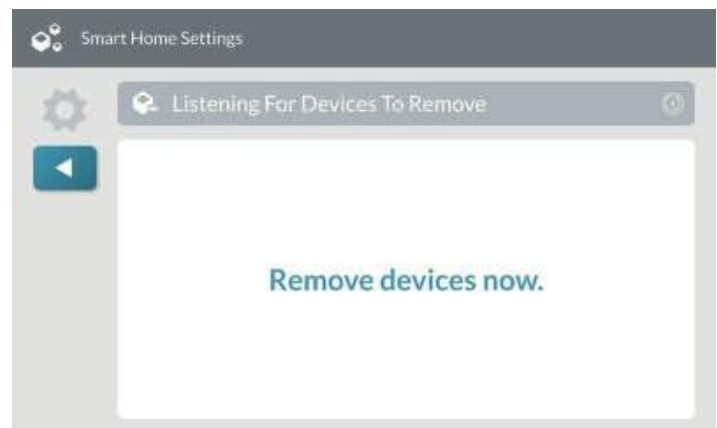 Smart Home Settings
Listening For Devices To Remove
Remove devices now.